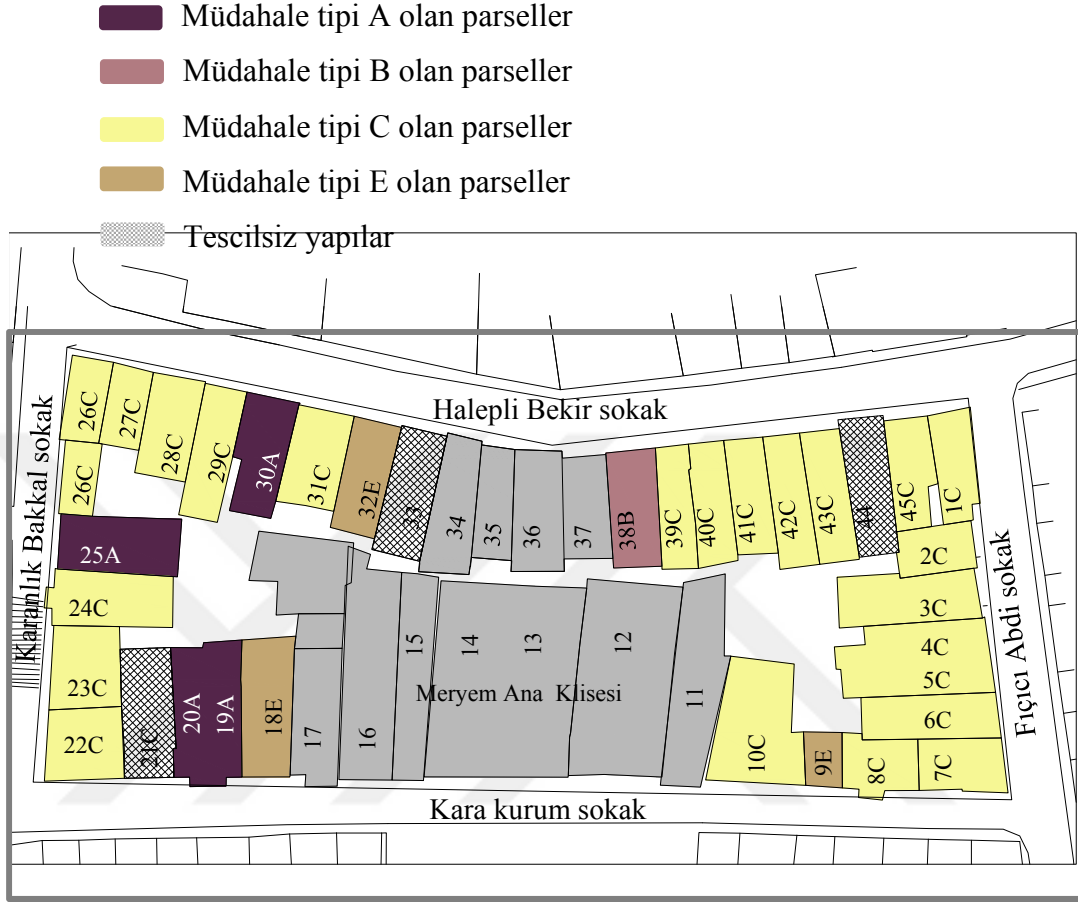 Müdahale tipi A olan parseller
Müdahale tipi B olan parseller
Müdahale tipi C olan parseller
Müdahale tipi E olan parseller
Tescilsiz yapılar
Halepli Bekir sokak
Karanlık Bakkal sokak
Fıçıcı Abdi sokak
Kara kurum sokak
26C
27C
28C
29C
30A
31C
32E
33
34
35
36
37
38B
39C
40C
41C
42C
43C
44
45C
1C
26C
25A
24C
23C
22C
21C
20A
19A
18E
17
16
15
14
13
12
11
Meryem Ana Klisesi
10C
9E
8C
7C
6C
5C
4C
3C
2C